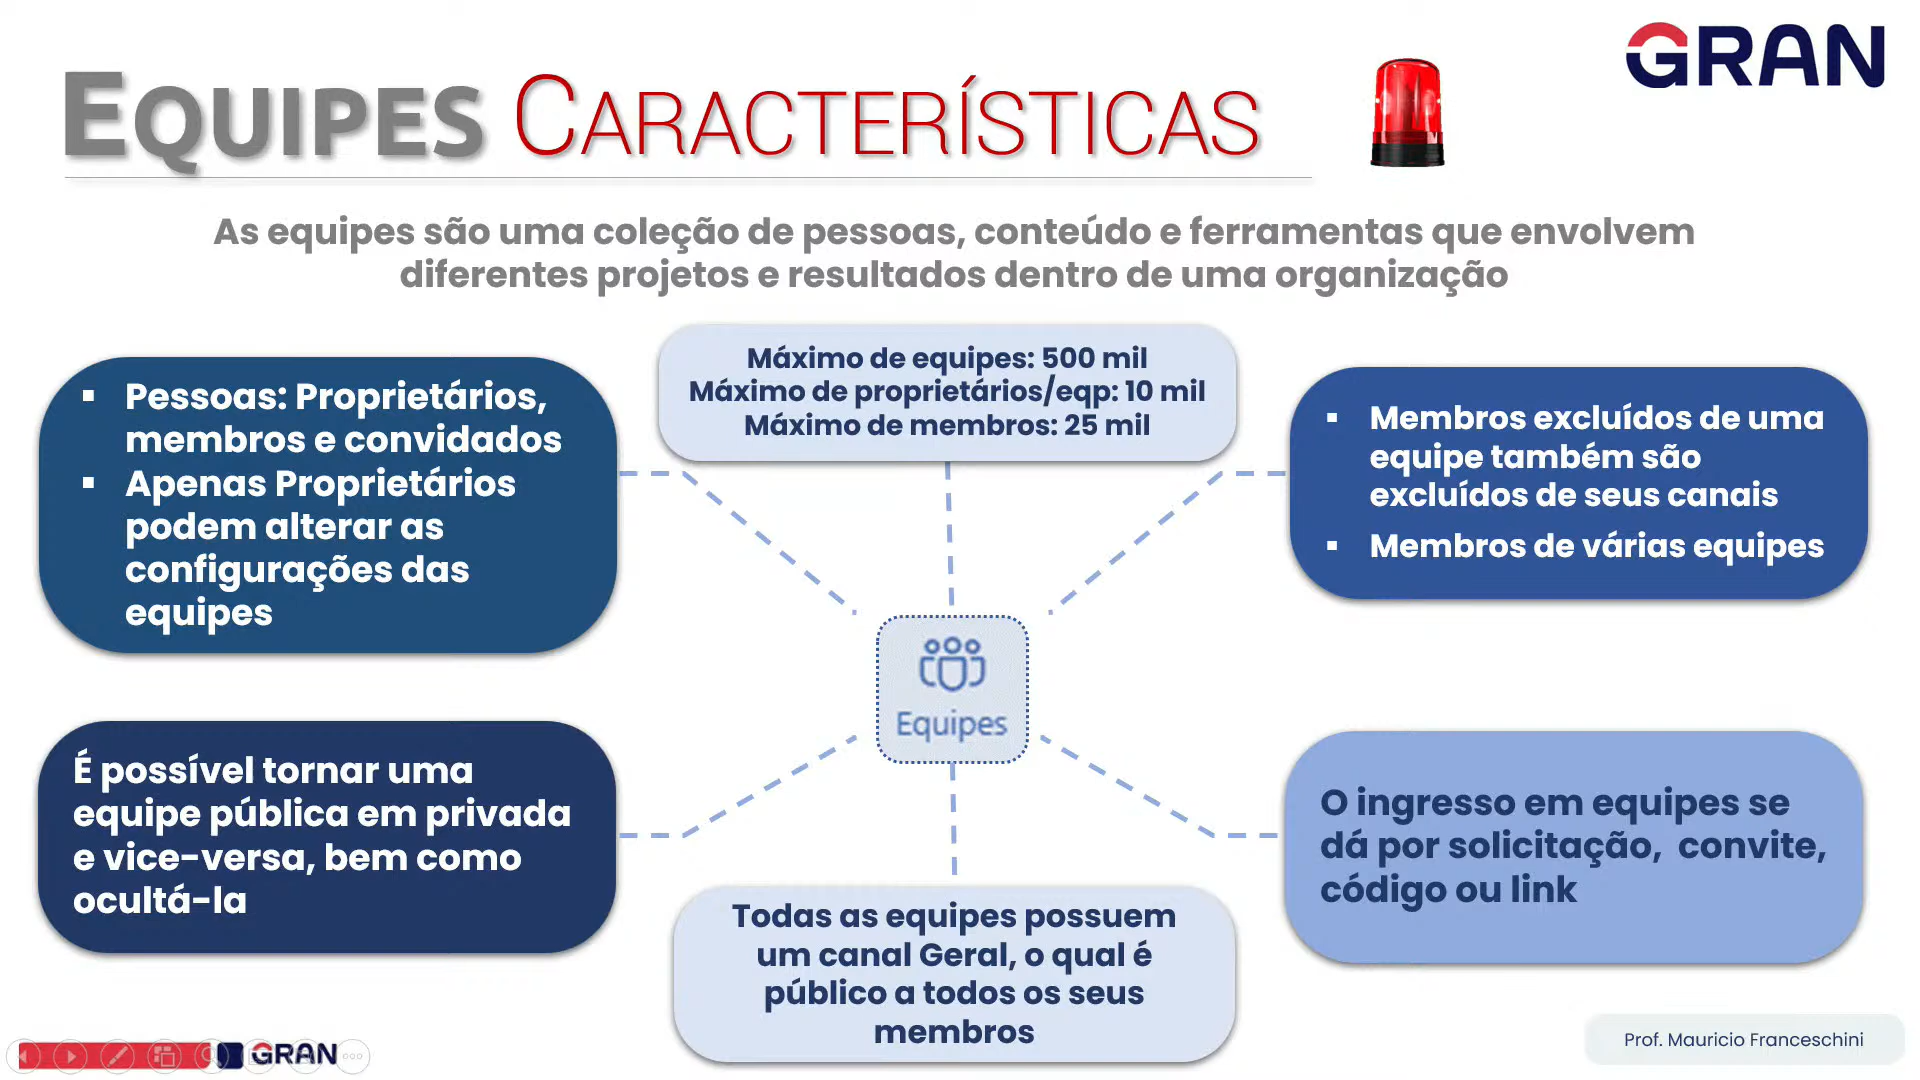 GRAN
EQUIPES CARACTERÍSTICAS
As equipes são uma coleção de pessoas, conteúdo e ferramentas que envolvem
diferentes projetos e resultados dentro de uma organização
Máximo de equipes: 500 mil
Máximo de proprietários/eqp: 10 mil
Máximo de membros: 25 mil
▪ Pessoas: Proprietários,
membros e convidados
▪ Apenas Proprietários
podem alterar as
configurações das
equipes
▪ Membros excluídos de uma
equipe também são
excluídos de seus canais
▪ Membros de várias equipes
Equipes
É possível tornar uma
equipe pública em privada
e vice-versa, bem como
ocultá-la
O ingresso em equipes se
dá por solicitação, convite,
código ou link
Todas as equipes possuem
um canal Geral, o qual é
público a todos os seus
membros
GRAN
Prof. Mauricio Franceschini